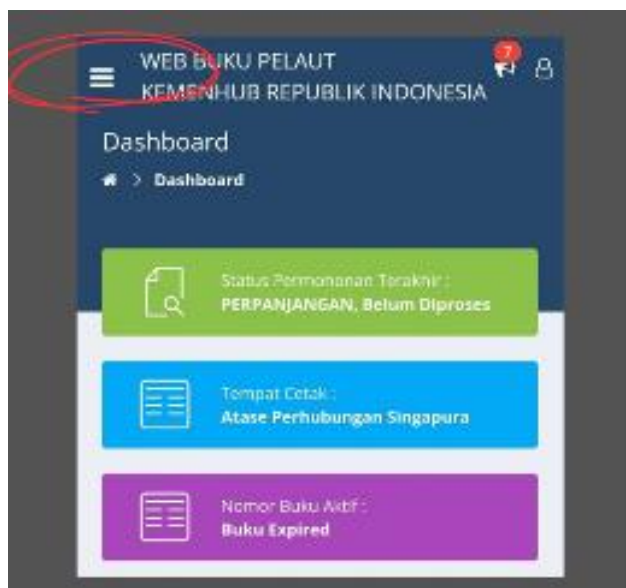 WEB BUKU PELAUT
7
KEMENHUB REPUBLIK INDONESIA
Dashboard
> Dashboard
Status Permohonan Terakhir :
PERPANJANGAN, Belum Diproses
Tempat Cetak :
Atase Perhubungan Singapura
Nomor Buku Aktif :
Buku Expired